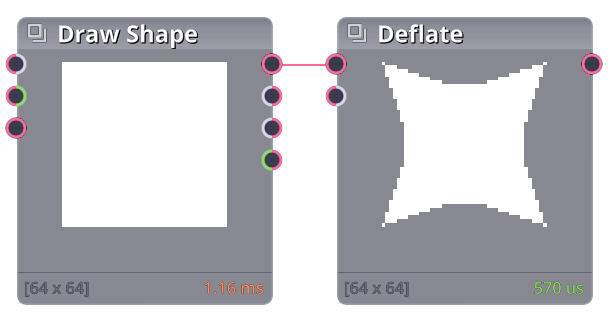 Draw Shape
[64 x 64]
1.16 ms
Deflate
[64 x 64]
570 us